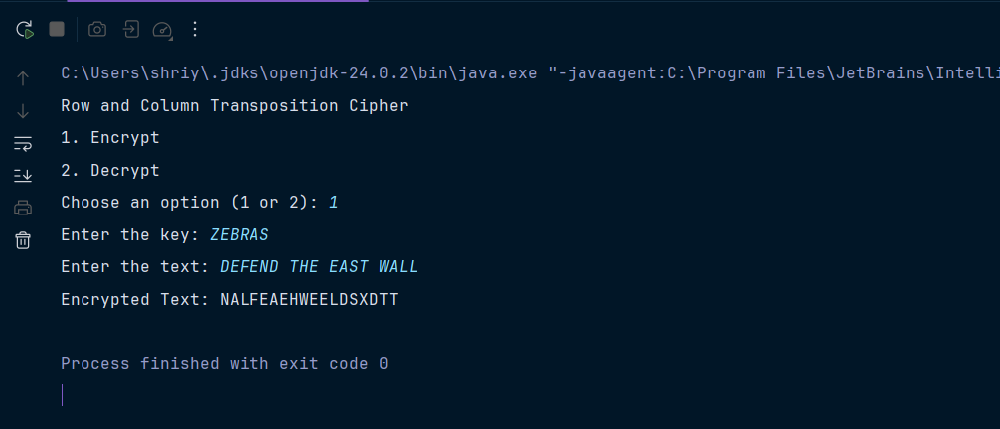 C:\Users\shriy\.jdks\openjdk-24.0.2\bin\java.exe "-javaagent:C:\Program Files\JetBrains\Intelli
Row and Column Transposition Cipher
1. Encrypt
2. Decrypt
Choose an option (1 or 2): 1
Enter the key: ZEBRAS
Enter the text: DEFEND THE EAST WALL
Encrypted Text: NALFEAEHWEELDSXDTT
Process finished with exit code 0